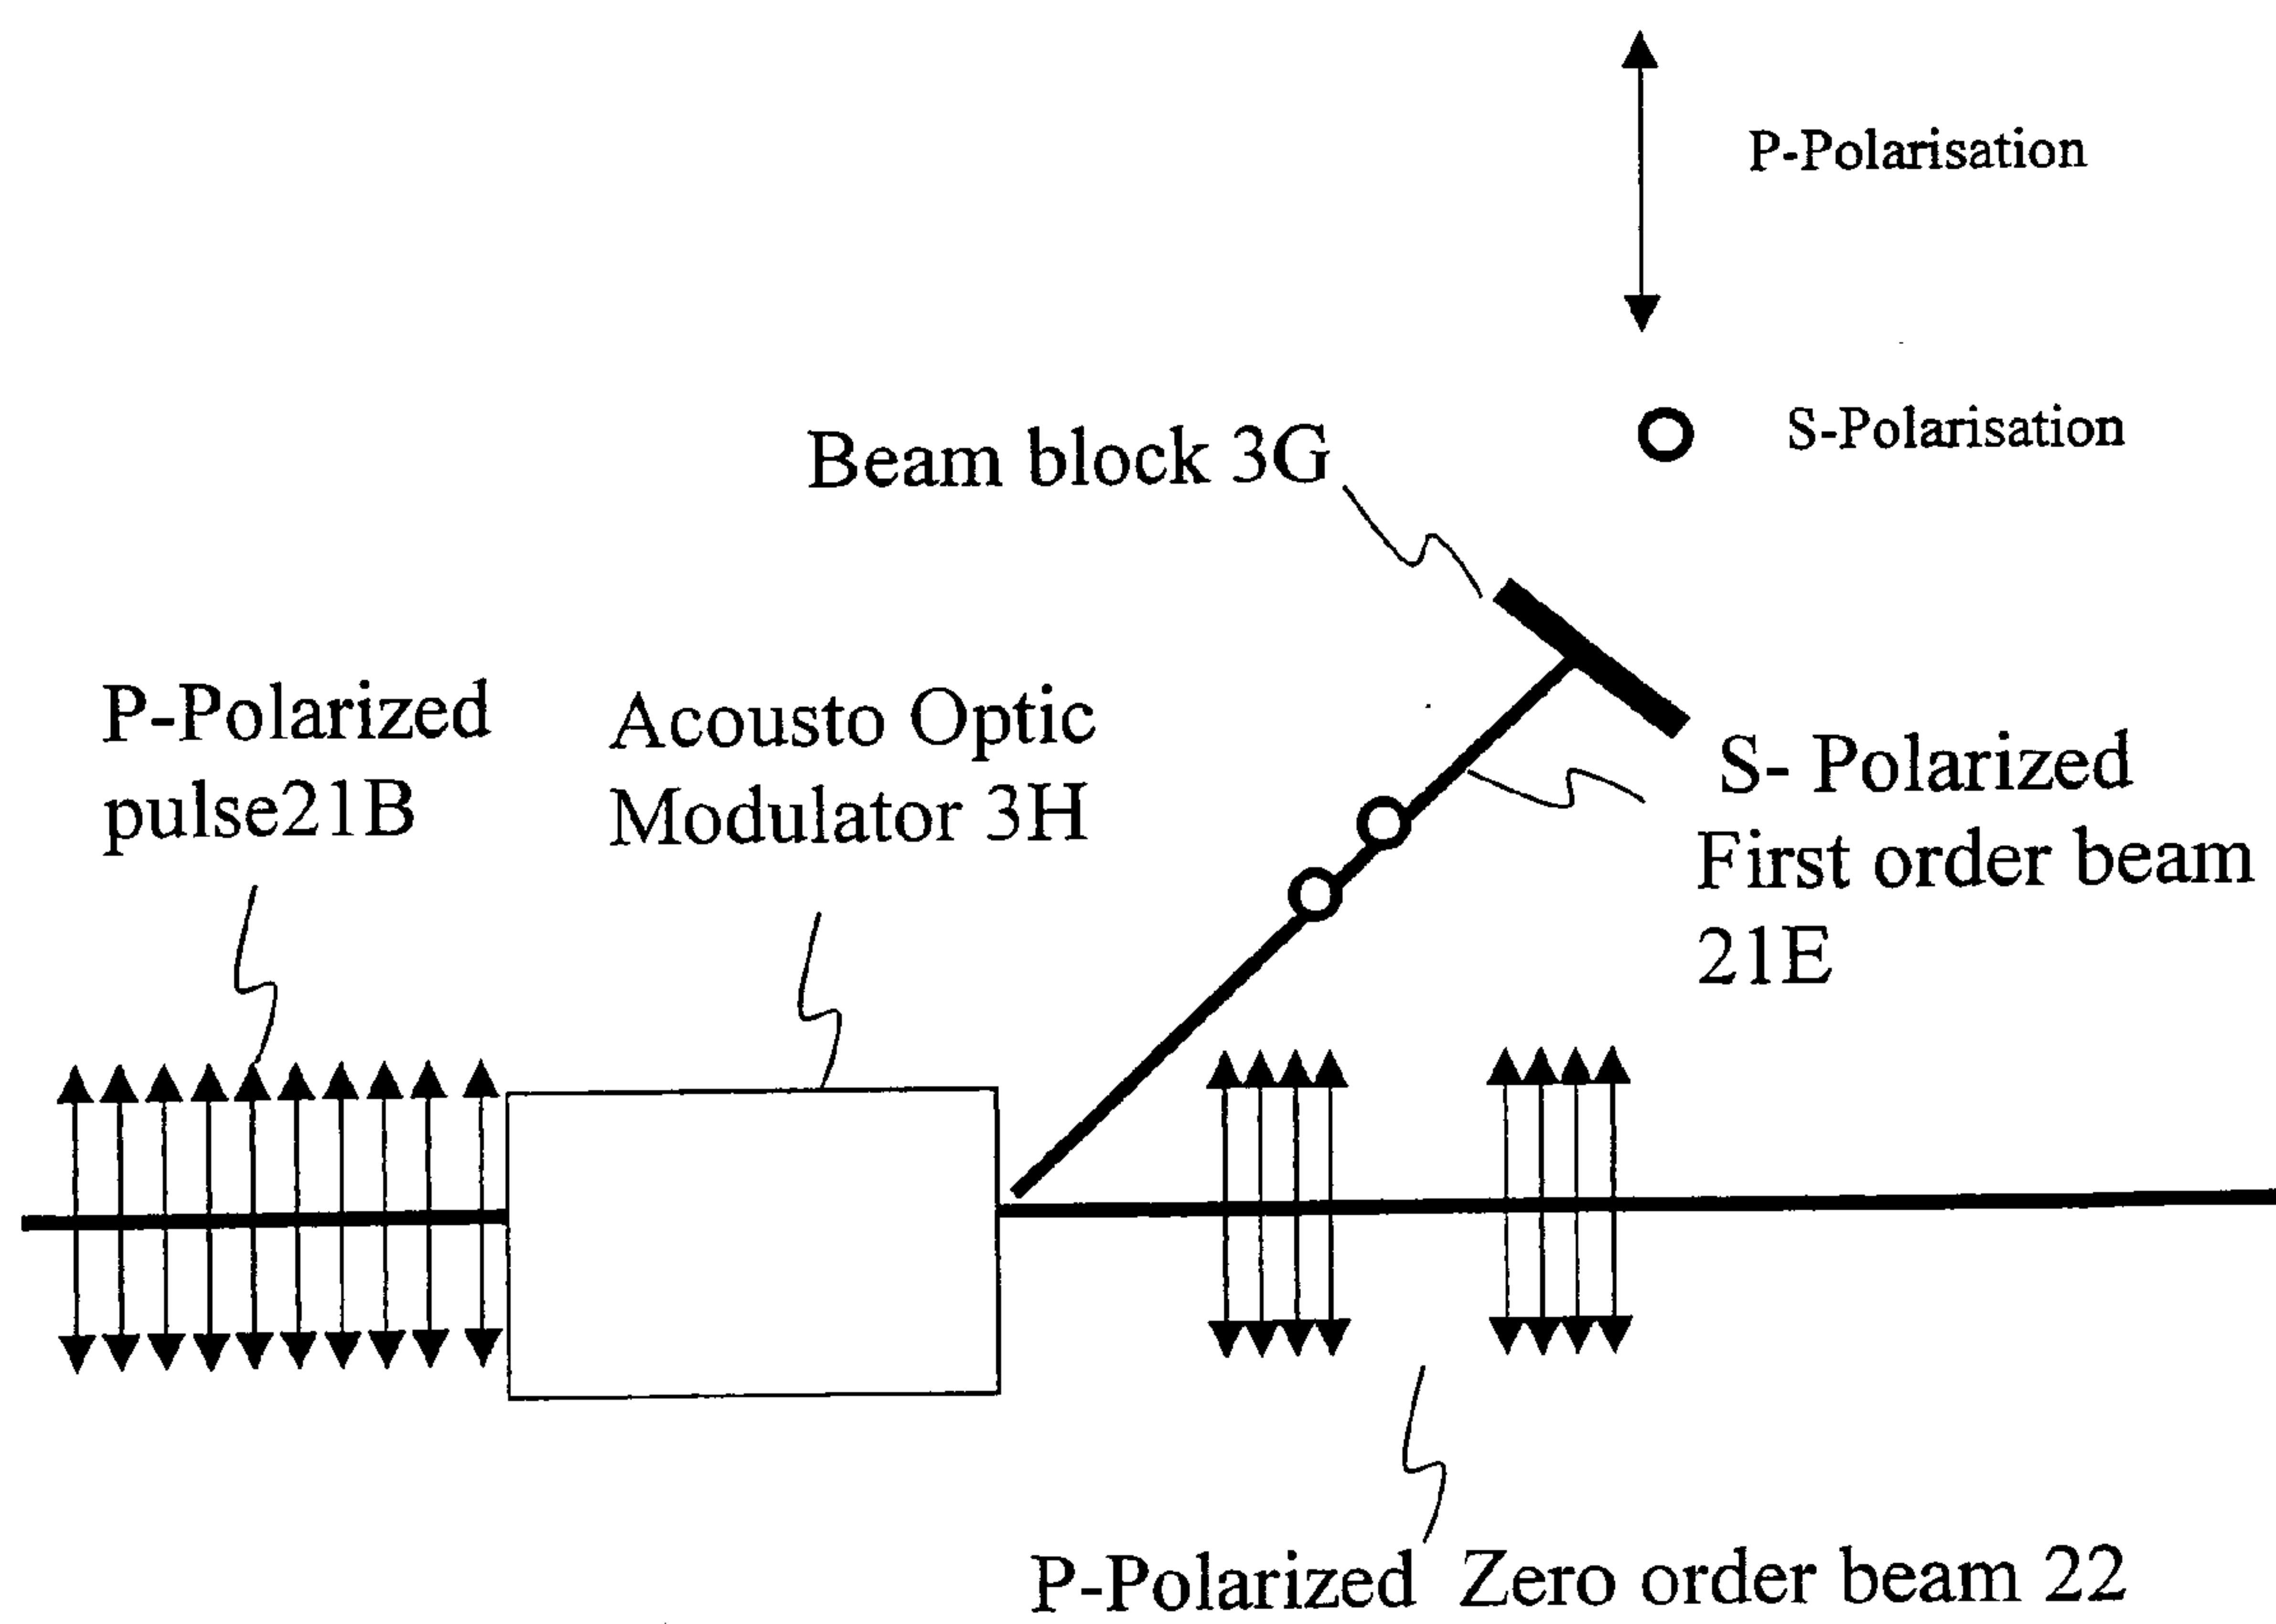 P-Polarisation
S-Polarisation
Beam block 3G
P-Polarized
pulse21B
Acousto Optic
Modulator 3H
S- Polarized
First order beam
21E
P-Polarized Zero order beam 22